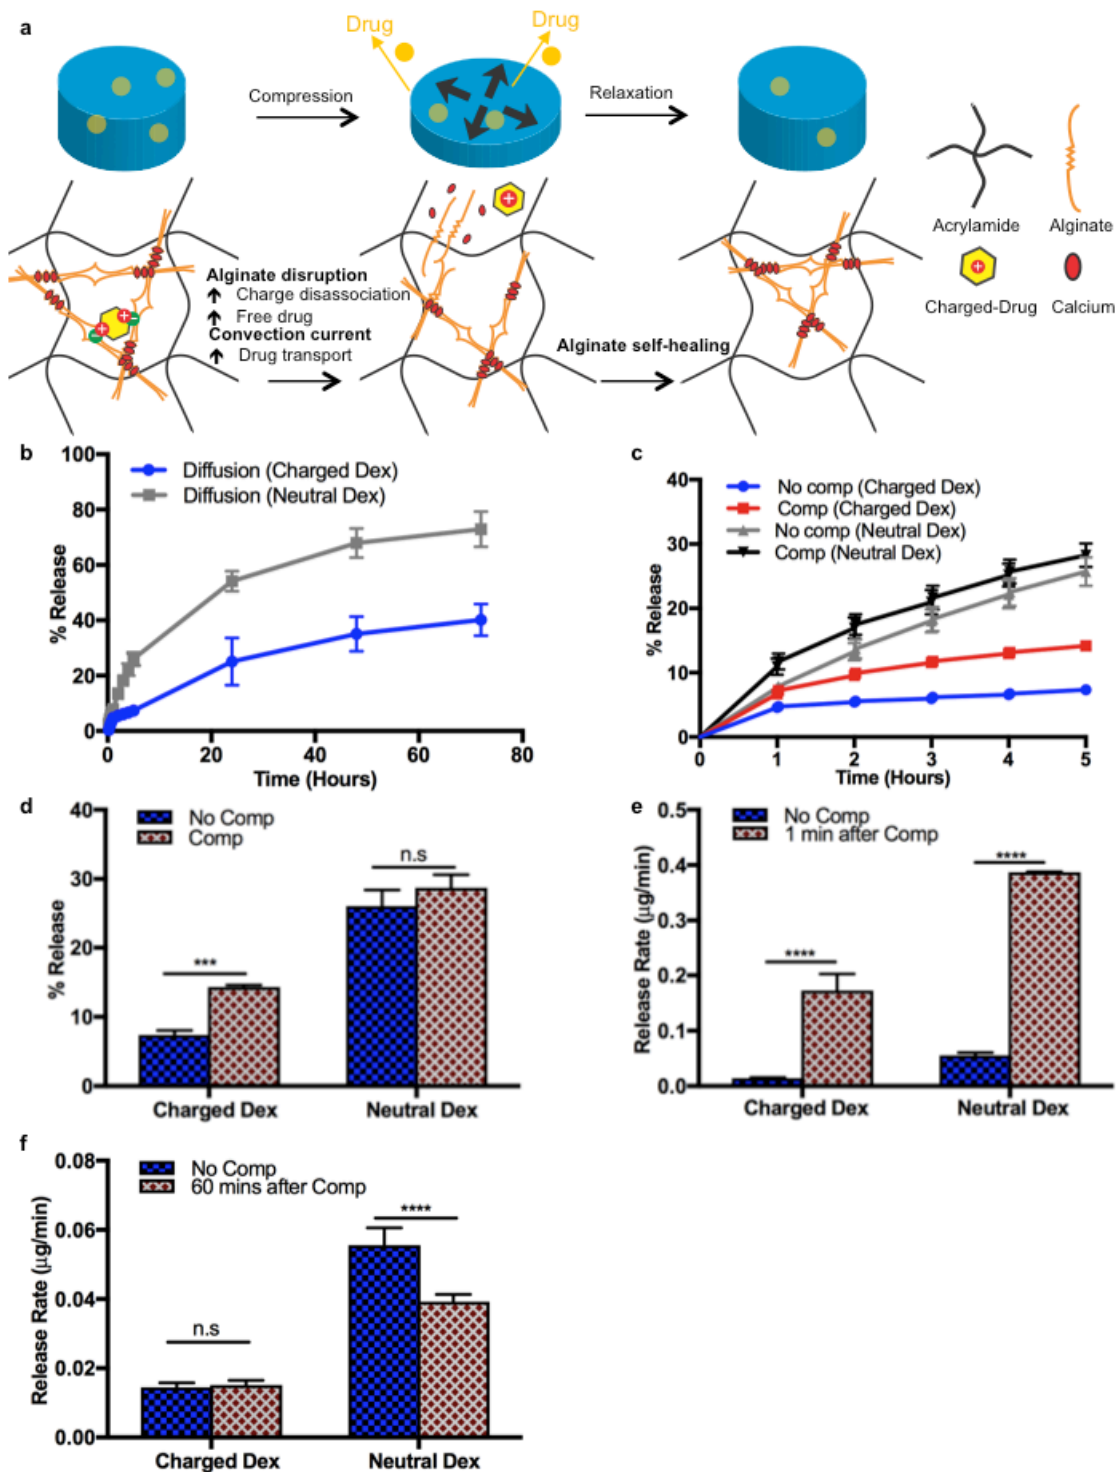 a
Drug
Drug
Compression
Relaxation
Acrylamide
Alginate
Charged-Drug
Calcium
Alginate disruption
Charge disassociation
Free drug
Convection current
Drug transport
Alginate self-healing
b
100
80
60
40
20
0
% Release
Diffusion (Charged Dex)
Diffusion (Neutral Dex)
0
20
40
60
80
Time (Hours)
c
40
30
20
10
0
% Release
No comp (Charged Dex)
Comp (Charged Dex)
No comp (Neutral Dex)
Comp (Neutral Dex)
0
1
2
3
4
5
Time (Hours)
d
40
30
20
10
0
% Release
No Comp
Comp
***
n.s
Charged Dex
Neutral Dex
e
0.5
0.4
0.3
0.2
0.1
0.0
Release Rate (µg/min)
No Comp
1 min after Comp
****
****
Charged Dex
Neutral Dex
f
0.08
0.06
0.04
0.02
0.00
Release Rate (µg/min)
No Comp
60 mins after Comp
n.s
****
Charged Dex
Neutral Dex